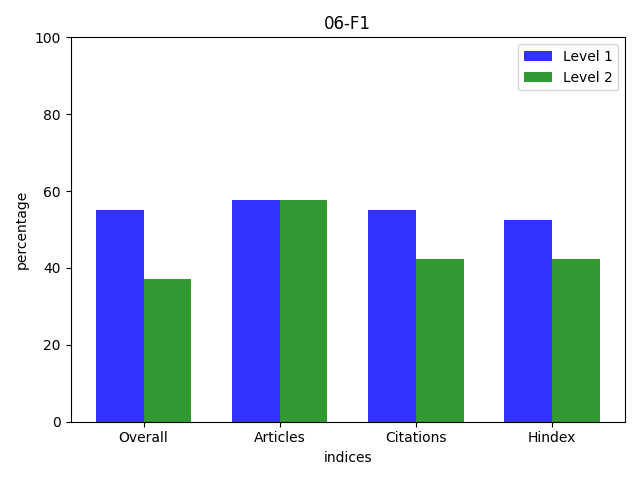 06-F1
100
80
60
40
20
0
percentage
Level 1
Level 2
Overall Articles Citations Hindex
indices